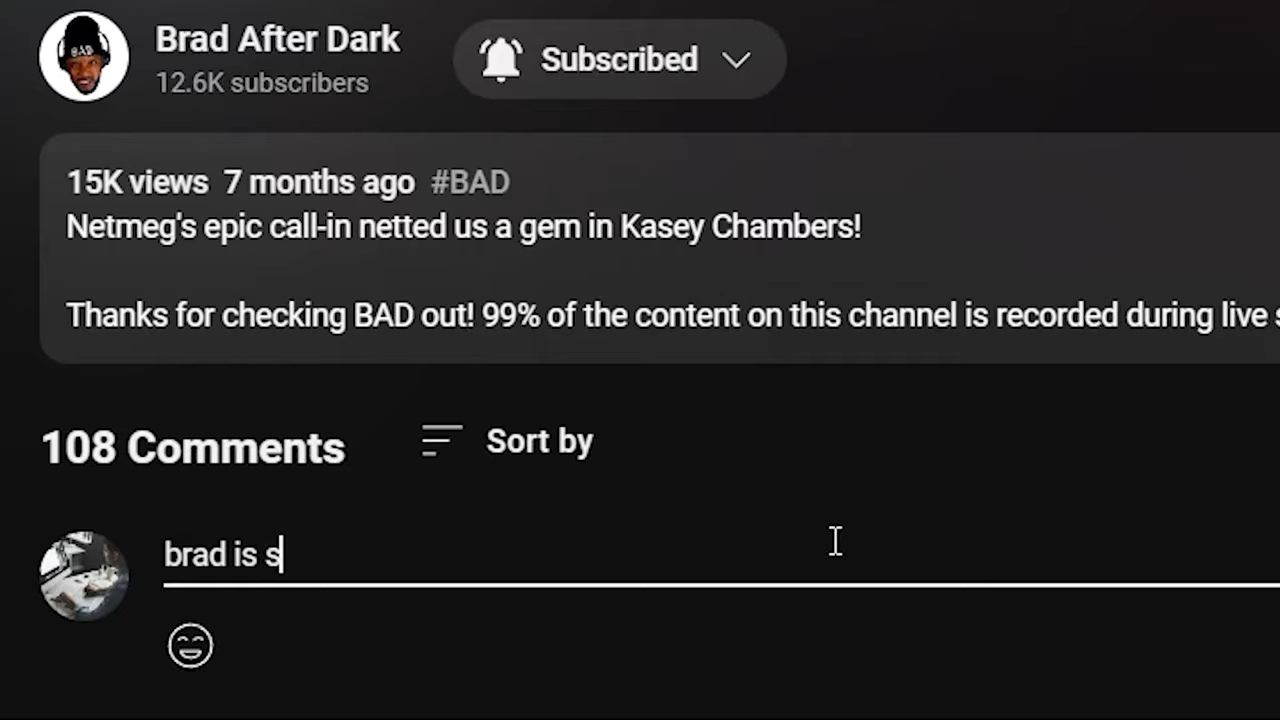 BAD
Brad After Dark
12.6K subscribers
Subscribed
15K views 7 months ago #BAD
Netmeg's epic call-in netted us a gem in Kasey Chambers!
Thanks for checking BAD out! 99% of the content on this channel is recorded during live
108 Comments
Sort by
brad is s